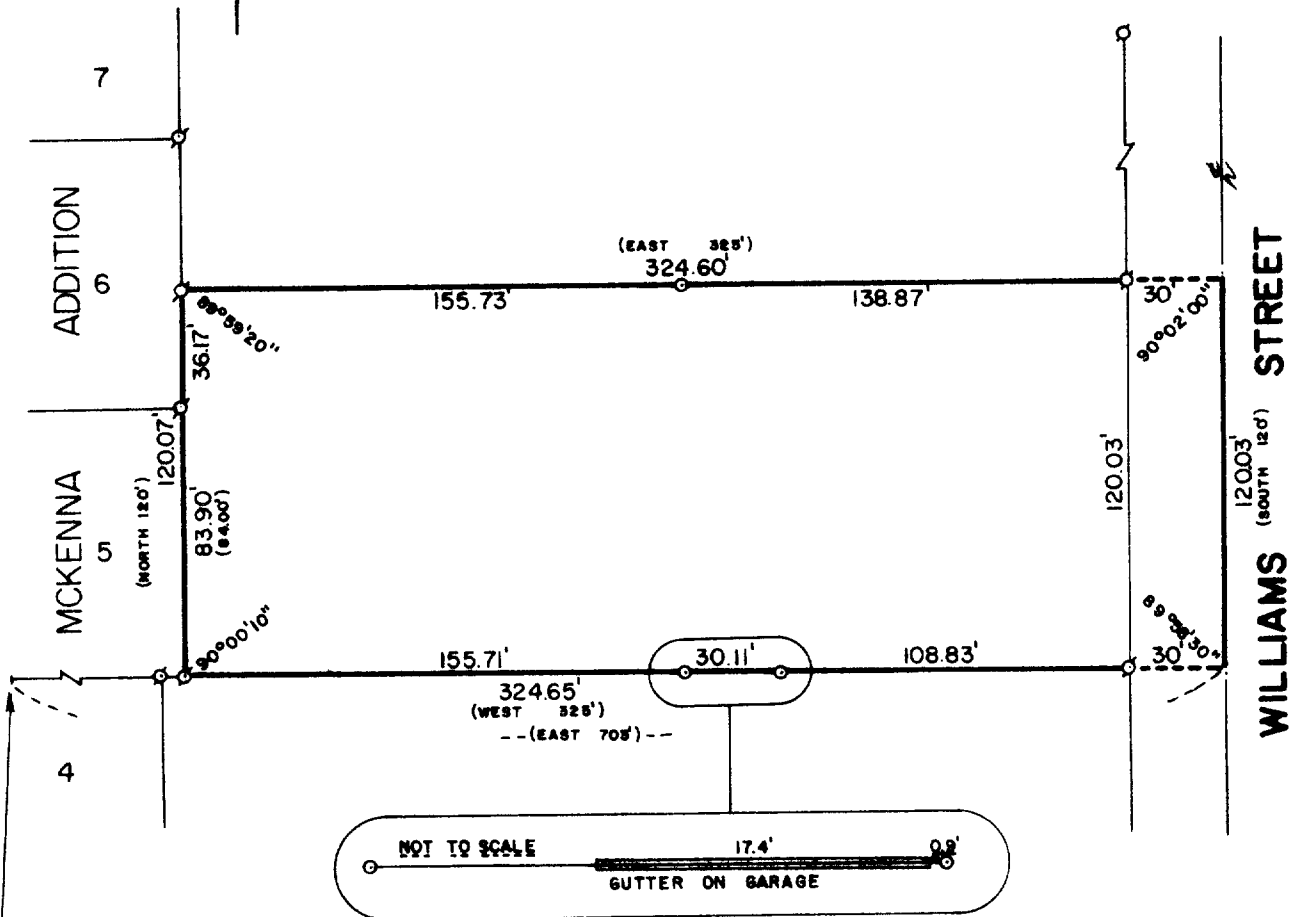 7
ADDITION
6
(EAST 325')
324.60'
155.73'
138.87'
30'
89°59'20"
90°02'00"
36.17'
STREET
MCKENNA
5
(NORTH 120')
120.07'
83.90'
(84.00')
120.03'
120.03'
(SOUTH 120')
WILLIAMS
90°00'10"
30'
155.71'
30.11'
108.83'
324.65'
(WEST 325')
--(EAST 705')--
4
NOT TO SCALE
17.4'
GUTTER ON GARAGE